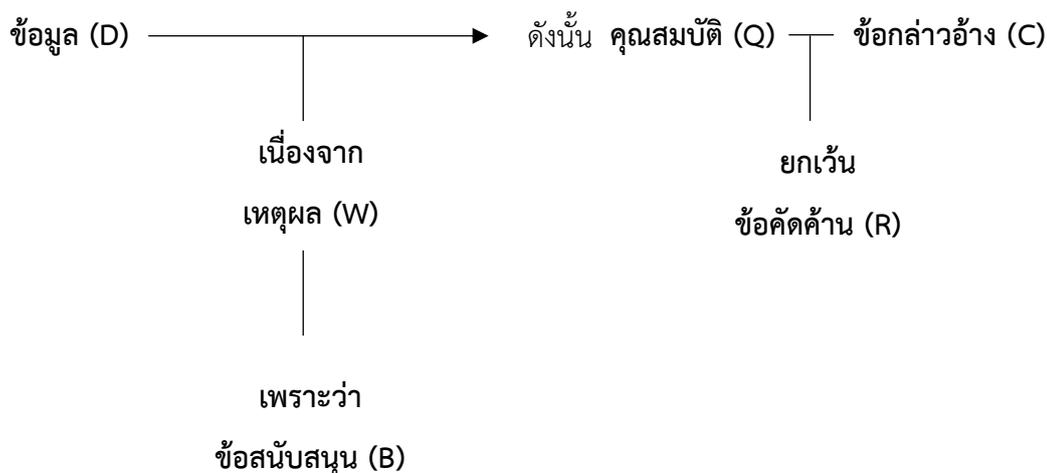 ข้อมูล (D) ดังนั้น คุณสมบัติ (Q) ข้อกล่าวอ้าง (C)
เนื่องจาก
เหตุผล (W)
ยกเว้น
ข้อคัดค้าน (R)
เพราะว่า
ข้อสนับสนุน (B)